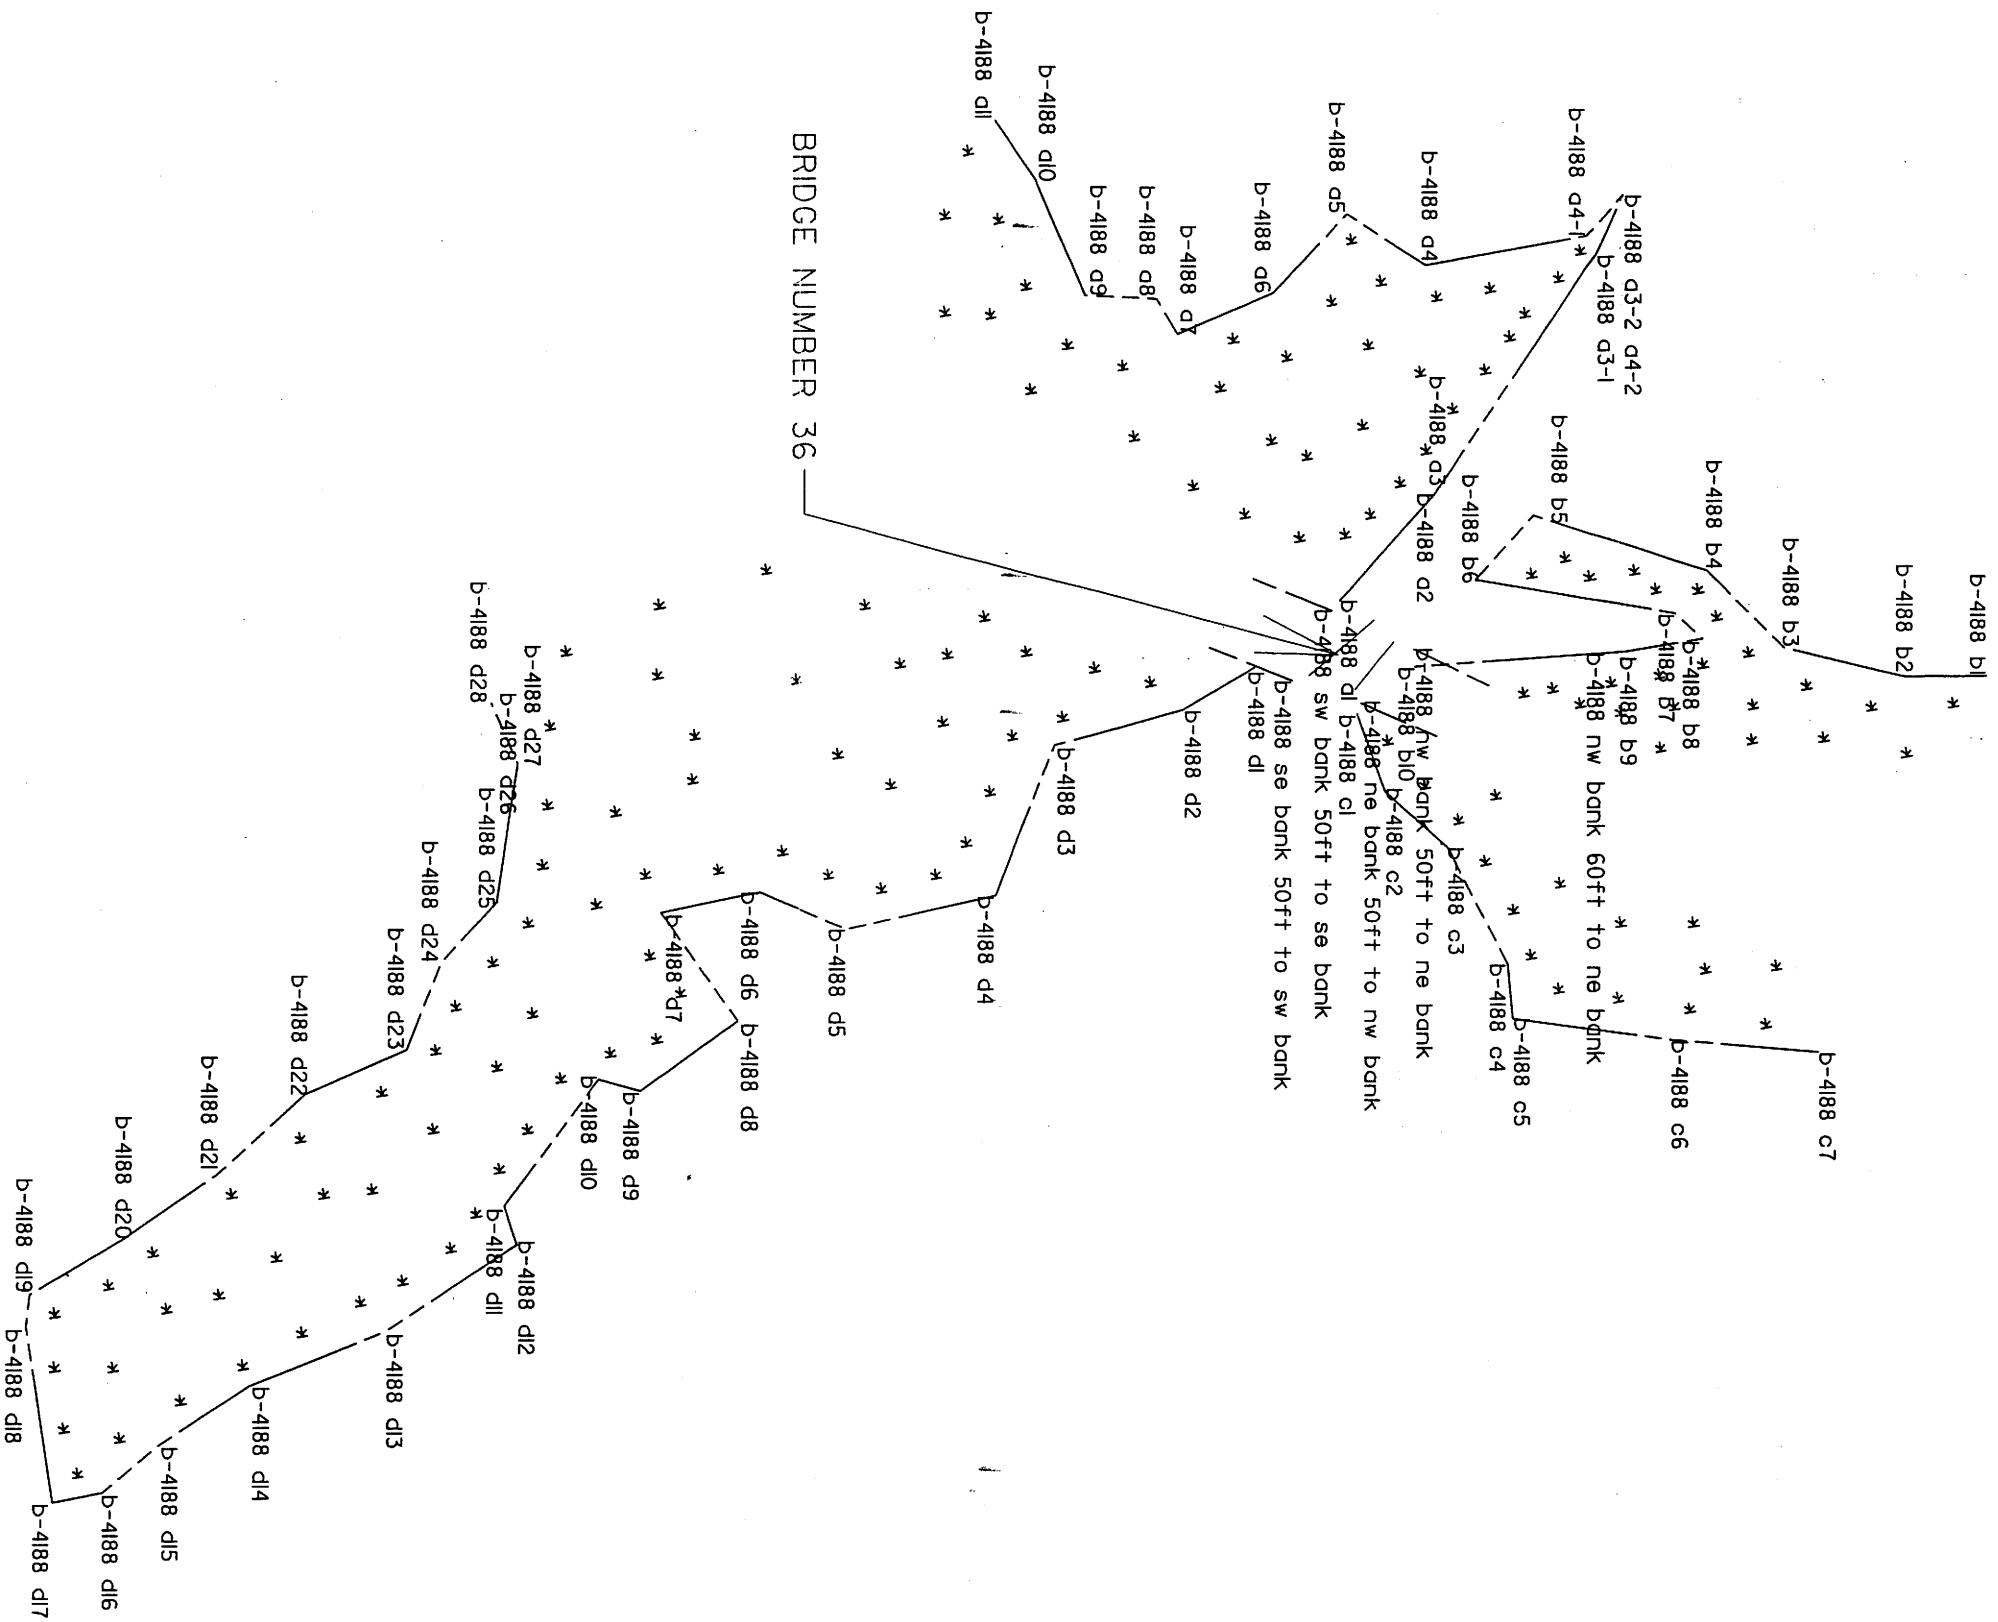 b-4188 a11
b-4188 a10
b-4188 a9
b-4188 a8
b-4188 a7
b-4188 a6
b-4188 a5
b-4188 a4
b-4188 a4-1
b-4188 a3-2 a4-2
b-4188 a3-1
b-4188 a3
b-4188 a2
b-4188 a1
BRIDGE NUMBER 36
b-4188 b1
b-4188 b2
b-4188 b3
b-4188 b4
b-4188 b5
b-4188 b6
b-4188 b7
b-4188 b8
b-4188 b9
b-4188 b10
b-4188 nw bank 60ft to ne bank
b-4188 nw bank 50ft to ne bank
b-4188 ne bank 50ft to nw bank
b-4188 sw bank 50ft to se bank
b-4188 se bank 50ft to sw bank
b-4188 c1
b-4188 c2
b-4188 c3
b-4188 c4
b-4188 c5
b-4188 c6
b-4188 c7
b-4188 d1
b-4188 d2
b-4188 d3
b-4188 d4
b-4188 d5
b-4188 d6
b-4188 d7
b-4188 d8
b-4188 d9
b-4188 d10
b-4188 d11
b-4188 d12
b-4188 d13
b-4188 d14
b-4188 d15
b-4188 d16
b-4188 d17
b-4188 d18
b-4188 d19
b-4188 d20
b-4188 d21
b-4188 d22
b-4188 d23
b-4188 d24
b-4188 d25
b-4188 d26
b-4188 d27
b-4188 d28